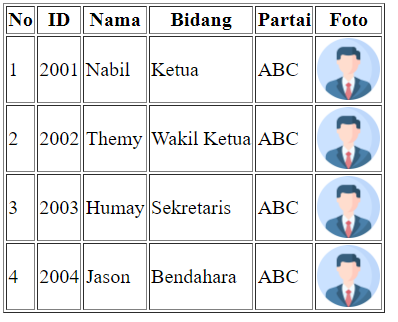 No ID Nama Bidang Partai Foto
1 2001 Nabil Ketua ABC
2 2002 Themy Wakil Ketua ABC
3 2003 Humay Sekretaris ABC
4 2004 Jason Bendahara ABC